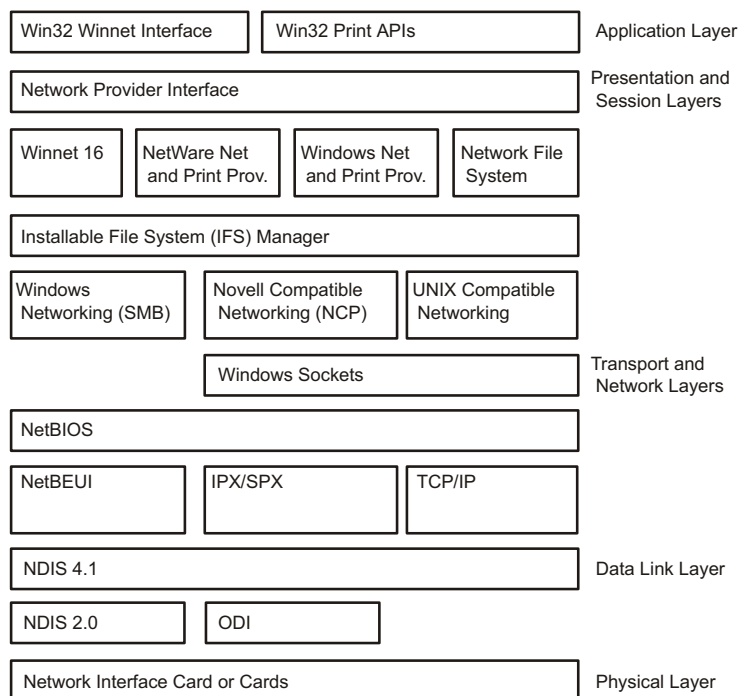 Win32 Winnet Interface
Win32 Print APIs
Application Layer
Network Provider Interface
Presentation and
Session Layers
Winnet 16
NetWare Net
and Print Prov.
Windows Net
and Print Prov.
Network File
System
Installable File System (IFS) Manager
Windows
Networking (SMB)
Novell Compatible
Networking (NCP)
UNIX Compatible
Networking
Windows Sockets
Transport and
Network Layers
NetBIOS
NetBEUI
IPX/SPX
TCP/IP
NDIS 4.1
Data Link Layer
NDIS 2.0
ODI
Network Interface Card or Cards
Physical Layer